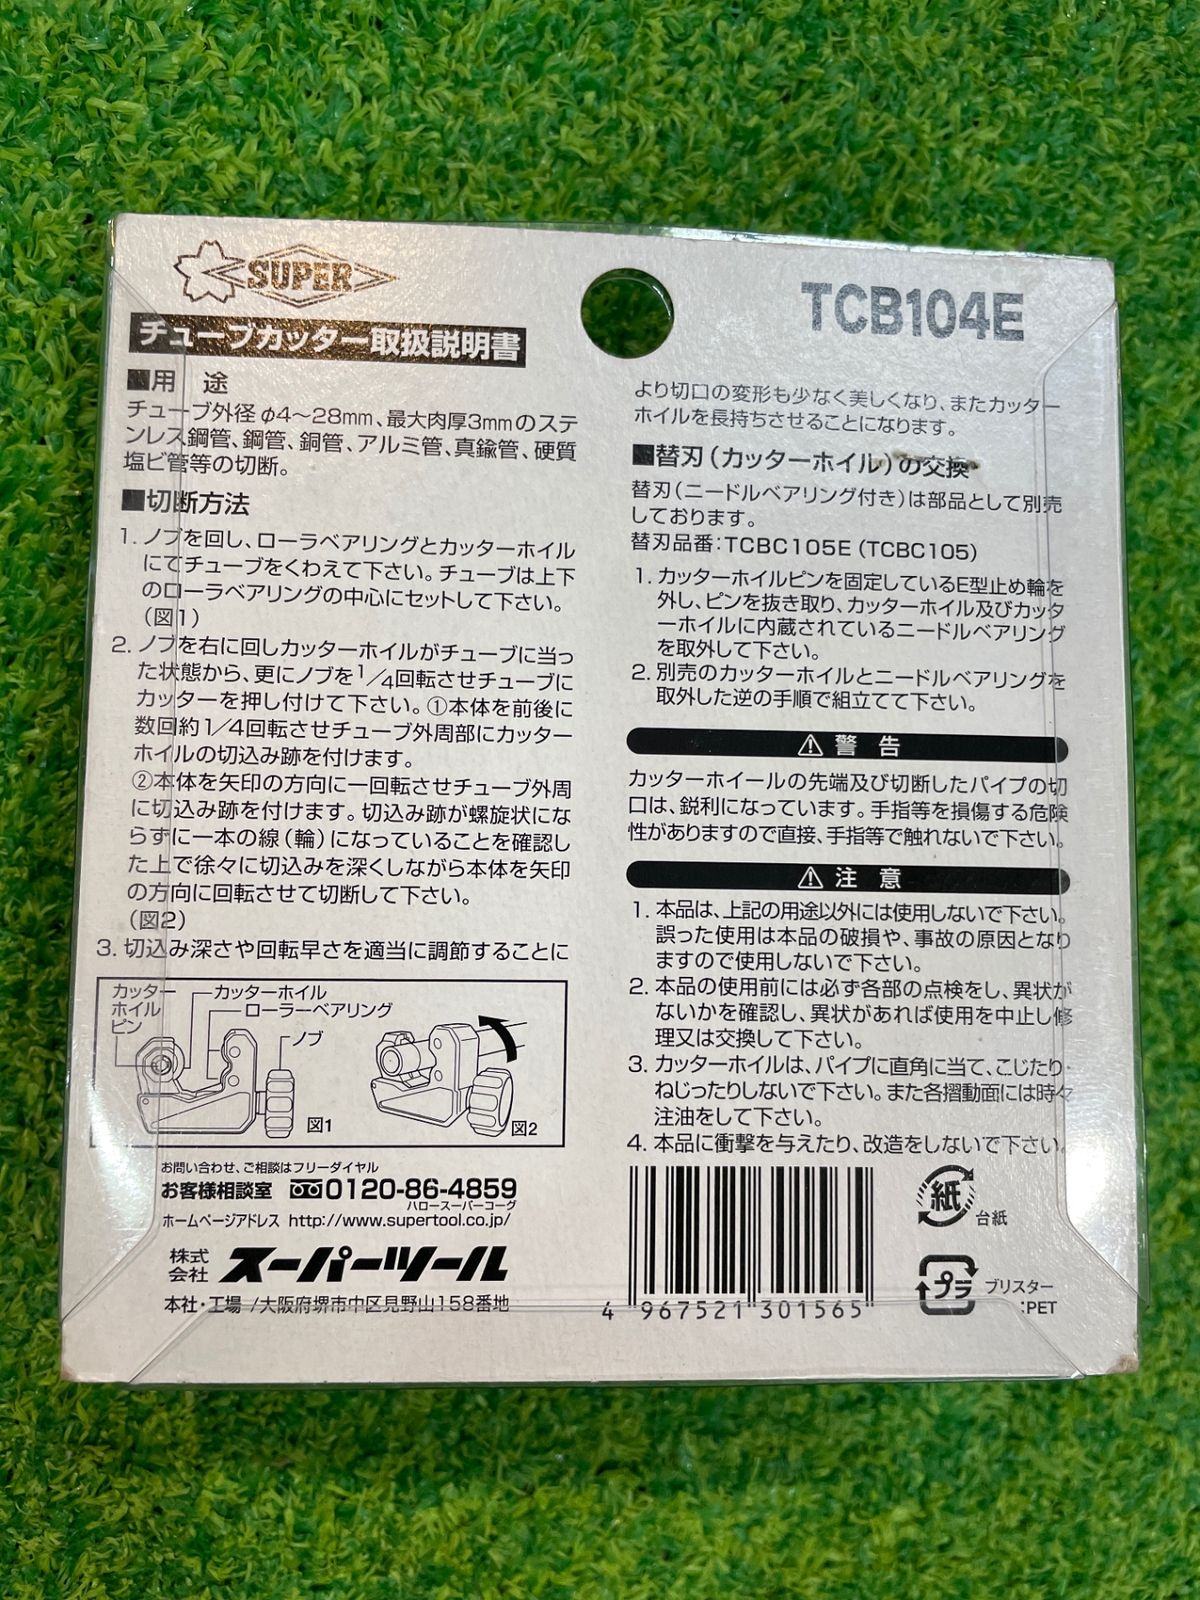 SUPER
TCB104E
チューブカッター取扱説明書
■用 途
チューブ外径φ4～28mm、最大肉厚3mmのステ
ンレス鋼管、鋼管、銅管、アルミ管、真鍮管、硬質
塩ビ管等の切断。
■切断方法
1. ノブを回し、ローラベアリングとカッターホイル
にてチューブをくわえて下さい。チューブは上下
のローラベアリングの中心にセットして下さい。
（図1）
2. ノブを右に回しカッターホイルがチューブに当っ
た状態から、更にノブを1/4回転させチューブに
カッターを押し付けて下さい。①本体を前後に
数回約1/4回転させチューブ外周部にカッター
ホイルの切込み跡を付けます。
②本体を矢印の方向に一回転させチューブ外周
に切込み跡を付けます。切込み跡が螺旋状にな
らずに一本の線（輪）になっていることを確認し
た上で徐々に切込みを深くしながら本体を矢印
の方向に回転させて切断して下さい。
（図2）
3. 切込み深さや回転早さを適当に調節することに
カッター
ホイル
ピン
カッターホイル
ローラーベアリング
ノブ
図1
図2
お問い合わせ、ご相談はフリーダイヤル
お客様相談室 0120-86-4859
ハロースーパーコーグ
ホームページアドレス http://www.supertool.co.jp/
株式
会社 スーパーツール
本社・工場 /大阪府堺市中区見野山158番地
より切口の変形も少なく美しくなり、またカッター
ホイルを長持ちさせることになります。
■替刃（カッターホイル）の交換
替刃（ニードルベアリング付き）は部品として別売
しております。
替刃品番：TCBC105E（TCBC105）
1. カッターホイルピンを固定しているE型止め輪を
外し、ピンを抜き取り、カッターホイル及びカッタ
ーホイルに内蔵されているニードルベアリング
を取外して下さい。
2. 別売のカッターホイルとニードルベアリングを
取外した逆の手順で組立てて下さい。
⚠ 警 告
カッターホイールの先端及び切断したパイプの切
口は、鋭利になっています。手指等を損傷する危険
性がありますので直接、手指等で触れないで下さい。
⚠ 注 意
1. 本品は、上記の用途以外には使用しないで下さい。
誤った使用は本品の破損や、事故の原因となり
ますので使用しないで下さい。
2. 本品の使用前には必ず各部の点検をし、異状が
ないかを確認し、異状があれば使用を中止し修
理又は交換して下さい。
3. カッターホイルは、パイプに直角に当て、こじたり・
ねじったりしないで下さい。また各摺動面には時々
注油をして下さい。
4. 本品に衝撃を与えたり、改造をしないで下さい。
4 967521 301565
紙
台紙
プラ
ブリスター
:PET